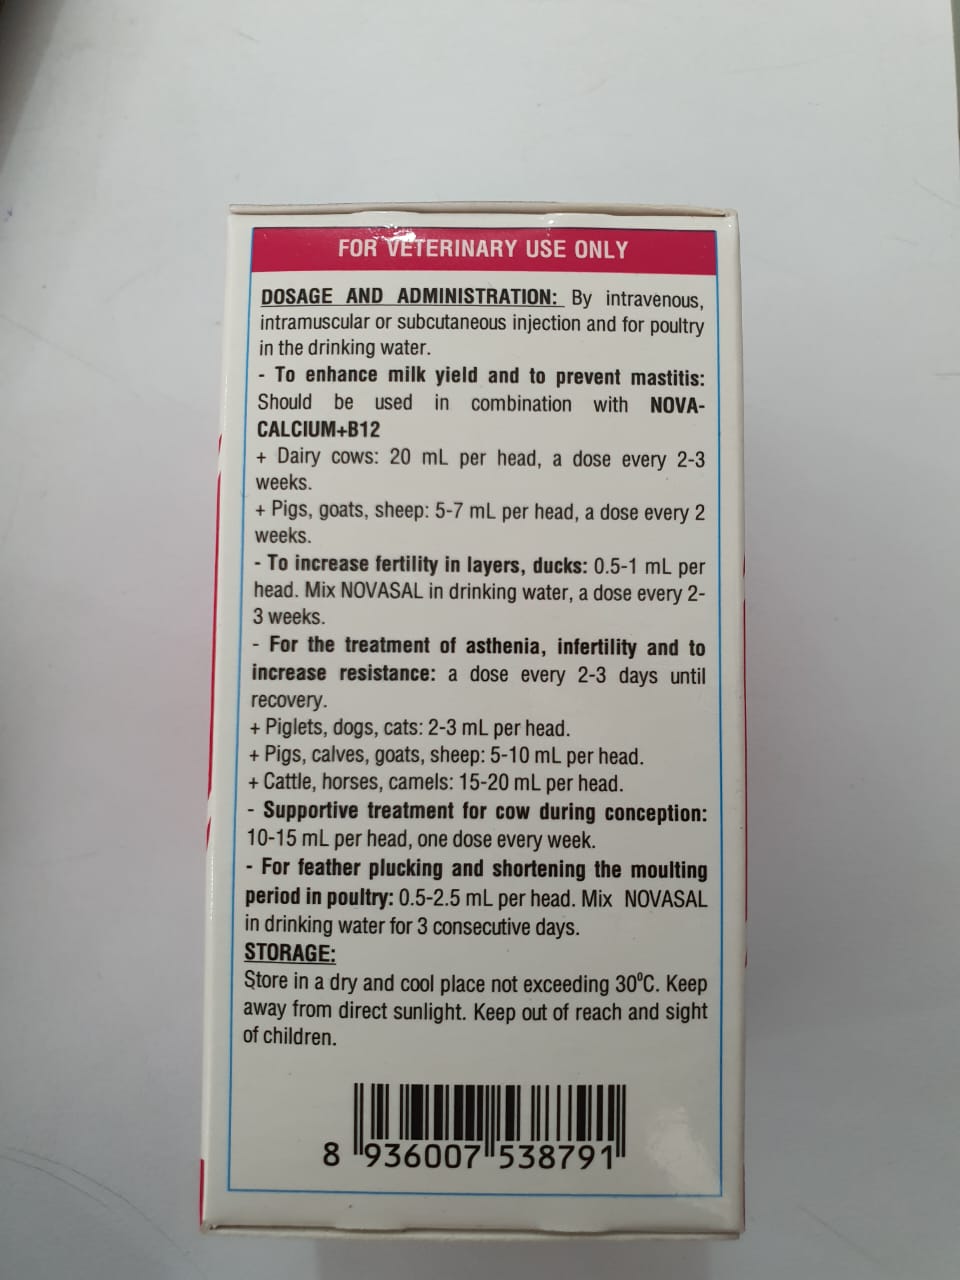 FOR VETERINARY USE ONLY
DOSAGE AND ADMINISTRATION: By intravenous,
intramuscular or subcutaneous injection and for poultry
in the drinking water.
- To enhance milk yield and to prevent mastitis:
Should be used in combination with NOVA-
CALCIUM+B12
+ Dairy cows: 20 mL per head, a dose every 2-3
weeks.
+ Pigs, goats, sheep: 5-7 mL per head, a dose every 2
weeks.
- To increase fertility in layers, ducks: 0.5-1 mL per
head. Mix NOVASAL in drinking water, a dose every 2-
3 weeks.
- For the treatment of asthenia, infertility and to
increase resistance: a dose every 2-3 days until
recovery.
+ Piglets, dogs, cats: 2-3 mL per head.
+ Pigs, calves, goats, sheep: 5-10 mL per head.
+ Cattle, horses, camels: 15-20 mL per head.
- Supportive treatment for cow during conception:
10-15 mL per head, one dose every week.
- For feather plucking and shortening the moulting
period in poultry: 0.5-2.5 mL per head. Mix NOVASAL
in drinking water for 3 consecutive days.
STORAGE:
Store in a dry and cool place not exceeding 30⁰C. Keep
away from direct sunlight. Keep out of reach and sight
of children.
8 936007 538791